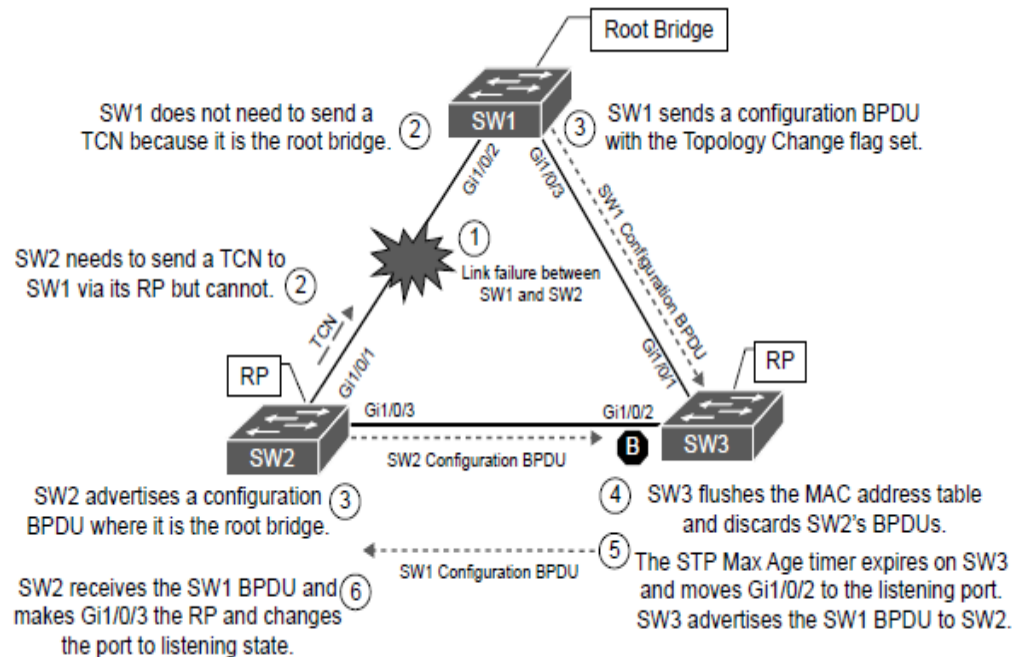 Root Bridge
SW1
SW1 does not need to send a
TCN because it is the root bridge.
2
3
SW1 sends a configuration BPDU
with the Topology Change flag set.
Gi1/0/2
Gi1/0/3
SW1 Configuration BPDU
1
Link failure between
SW1 and SW2
SW2 needs to send a TCN to
SW1 via its RP but cannot.
2
TCN
Gi1/0/1
Gi1/0/1
RP
RP
Gi1/0/3
Gi1/0/2
SW2
B
SW3
SW2 Configuration BPDU
SW2 advertises a configuration
BPDU where it is the root bridge.
3
4
SW3 flushes the MAC address table
and discards SW2's BPDUs.
SW1 Configuration BPDU
5
The STP Max Age timer expires on SW3
and moves Gi1/0/2 to the listening port.
SW3 advertises the SW1 BPDU to SW2.
SW2 receives the SW1 BPDU and
makes Gi1/0/3 the RP and changes
the port to listening state.
6